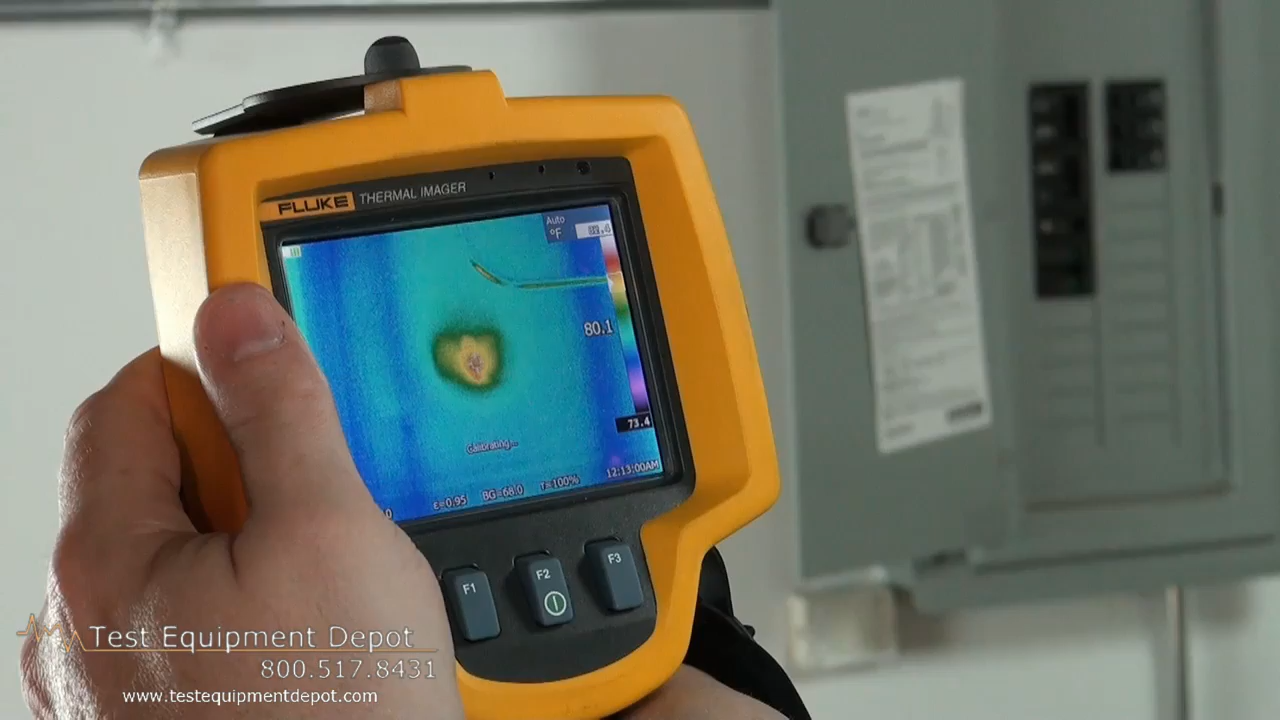 FLUKE THERMAL IMAGER
Auto
°F
80.1
73.4
Calibrating...
ε=0.95 BG=68.0 τ=100% 12:13:00AM
F1 F2 F3
Test Equipment Depot
800.517.8431
www.testequipmentdepot.com